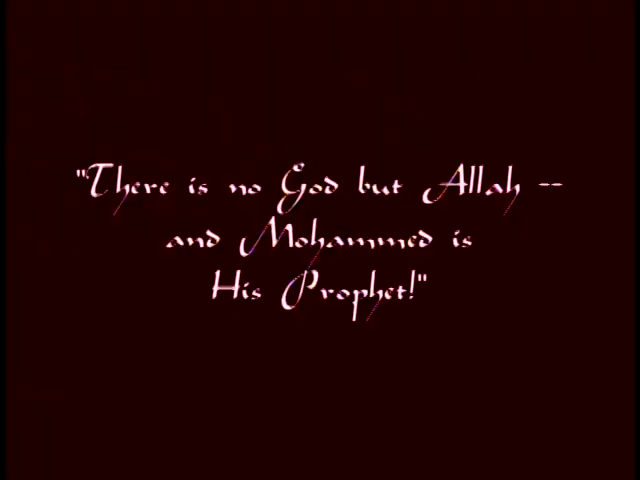 "There is no God but Allah --
and Mohammed is
His Prophet!"